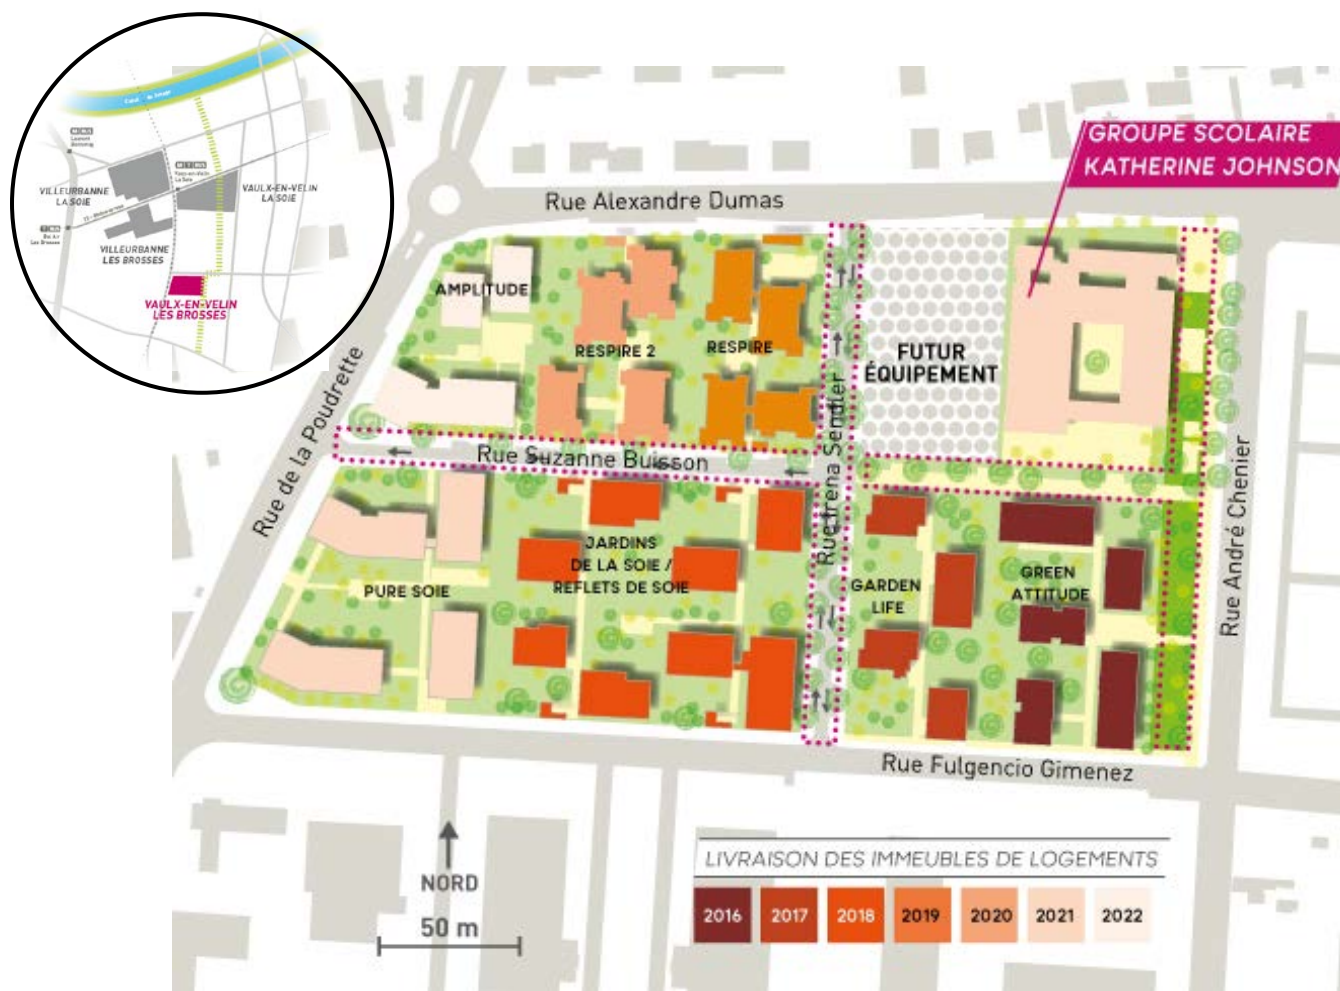 VILLEURBANNE
LA SOIE
VAULX-EN-VELIN
LA SOIE
VILLEURBANNE
LES BROSSES
VAULX-EN-VELIN
LES BROSSES
GROUPE SCOLAIRE
KATHERINE JOHNSON
Rue Alexandre Dumas
AMPLITUDE
RESPIRE 2
RESPIRE
FUTUR
ÉQUIPEMENT
Rue de la Poudrette
Rue Suzanne Buisson
Rue Irena Sendler
Rue André Chenier
JARDINS
DE LA SOIE /
REFLETS DE SOIE
PURE SOIE
GARDEN
LIFE
GREEN
ATTITUDE
Rue Fulgencio Gimenez
NORD
50 m
LIVRAISON DES IMMEUBLES DE LOGEMENTS
2016 2017 2018 2019 2020 2021 2022